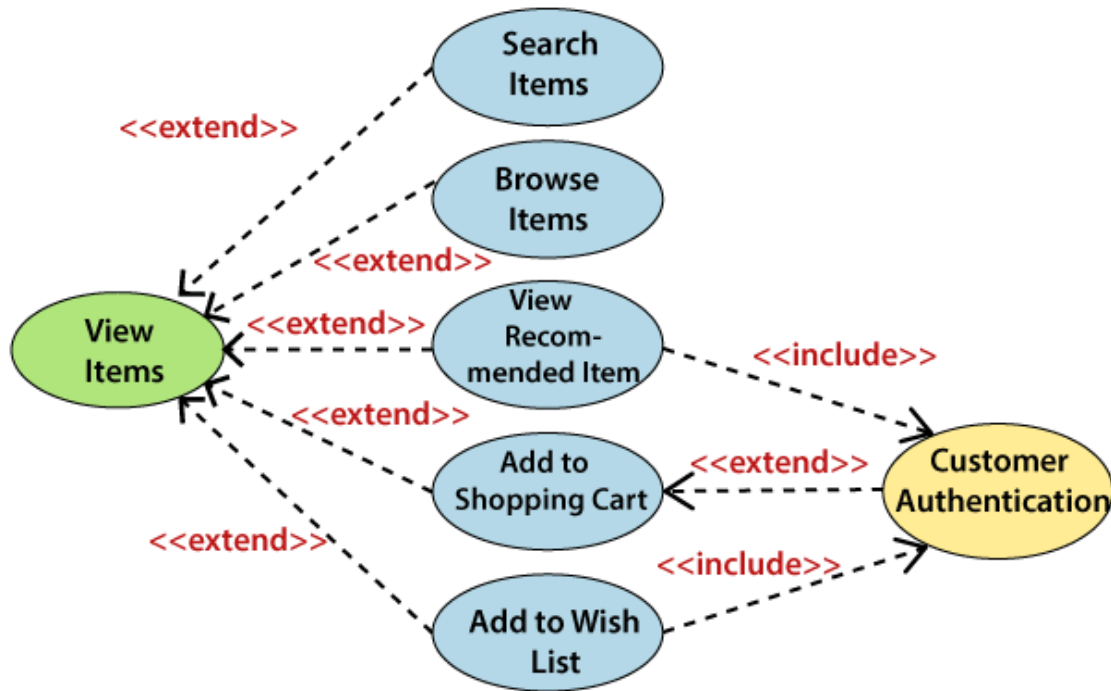 Search
Items
<<extend>>
Browse
Items
<<extend>>
View
Recom-
mended Item
<<extend>>
View
Items
<<include>>
<<extend>>
Add to
Shopping Cart
<<extend>>
Customer
Authentication
<<extend>>
<<include>>
Add to Wish
List